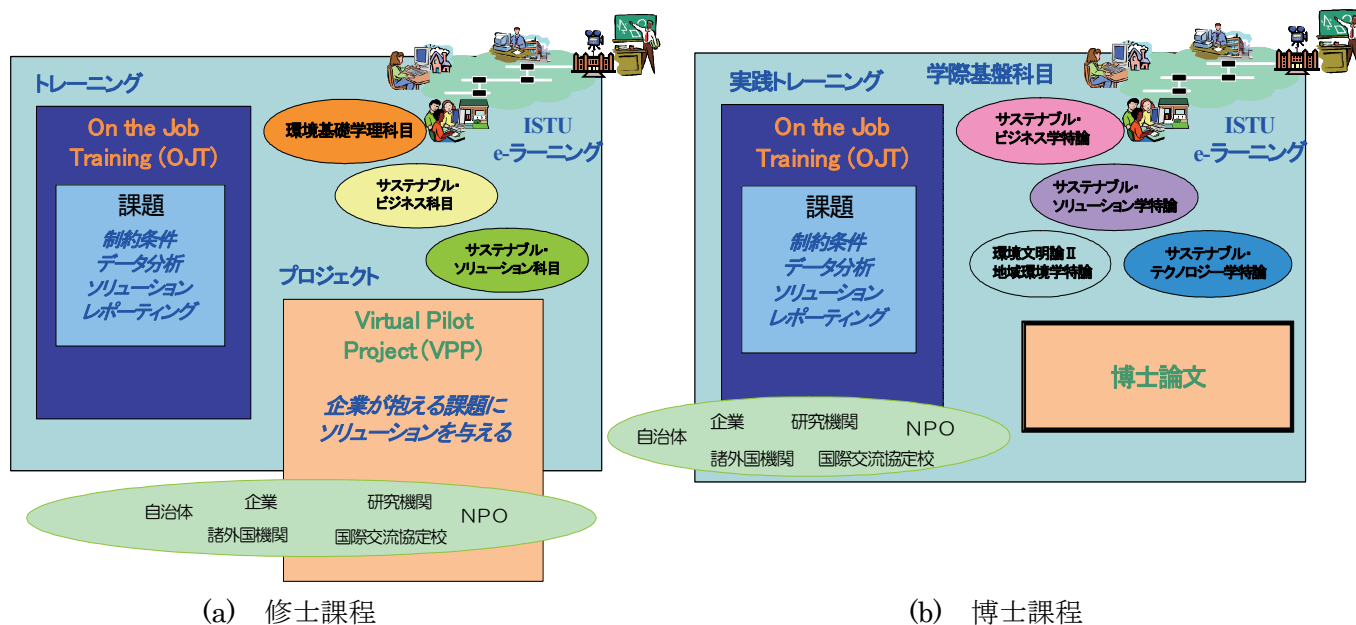 トレーニング
On the Job
Training (OJT)
課題
制約条件
データ分析
ソリューション
レポーティング
環境基礎学理科目
ISTU
e-ラーニング
サステナブル・
ビジネス科目
サステナブル・
ソリューション科目
プロジェクト
Virtual Pilot
Project (VPP)
企業が抱える課題に
ソリューションを与える
自治体
企業
研究機関
NPO
諸外国機関
国際交流協定校
(a) 修士課程
実践トレーニング
学際基盤科目
On the Job
Training (OJT)
課題
制約条件
データ分析
ソリューション
レポーティング
サステナブル・
ビジネス学特論
ISTU
e-ラーニング
サステナブル・
ソリューション学特論
環境文明論Ⅱ
地域環境学特論
サステナブル・
テクノロジー学特論
博士論文
自治体
企業
研究機関
NPO
諸外国機関
国際交流協定校
(b) 博士課程